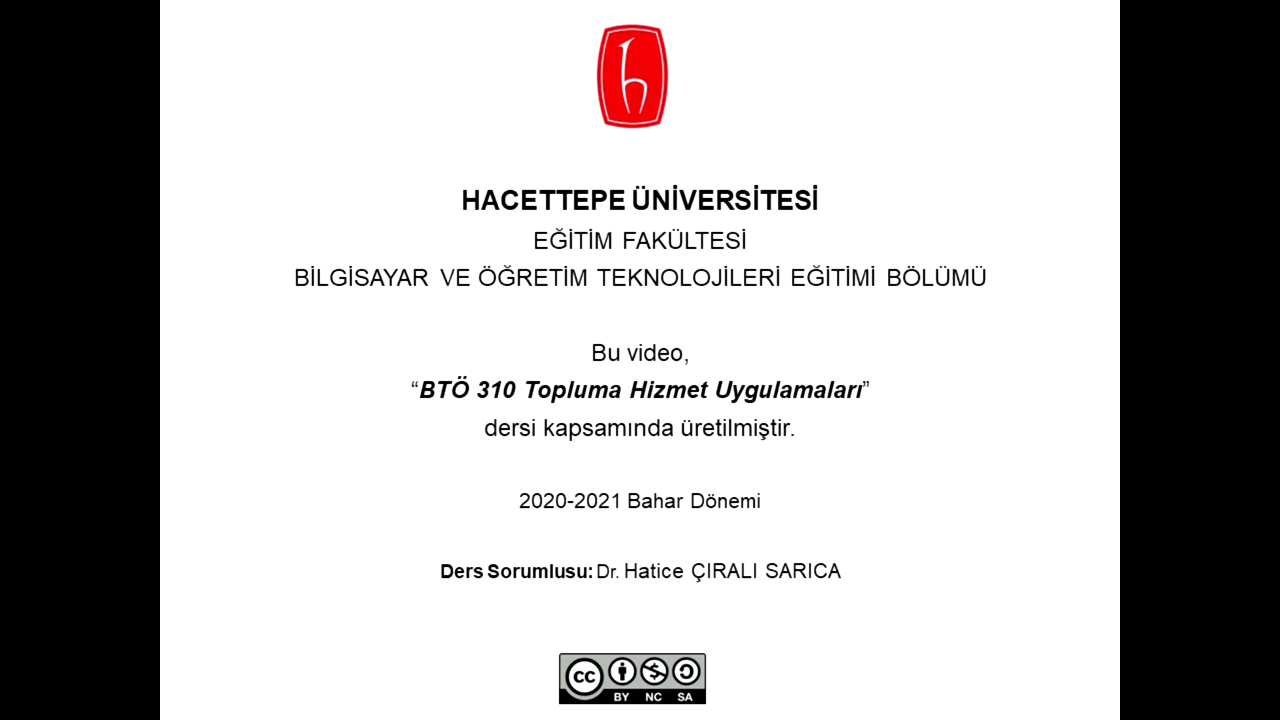 HACETTEPE ÜNİVERSİTESİ
EĞİTİM FAKÜLTESİ
BİLGİSAYAR VE ÖĞRETİM TEKNOLOJİLERİ EĞİTİMİ BÖLÜMÜ
Bu video,
“BTÖ 310 Topluma Hizmet Uygulamaları”
dersi kapsamında üretilmiştir.
2020-2021 Bahar Dönemi
Ders Sorumlusu: Dr. Hatice ÇIRALI SARICA
cc BY NC SA